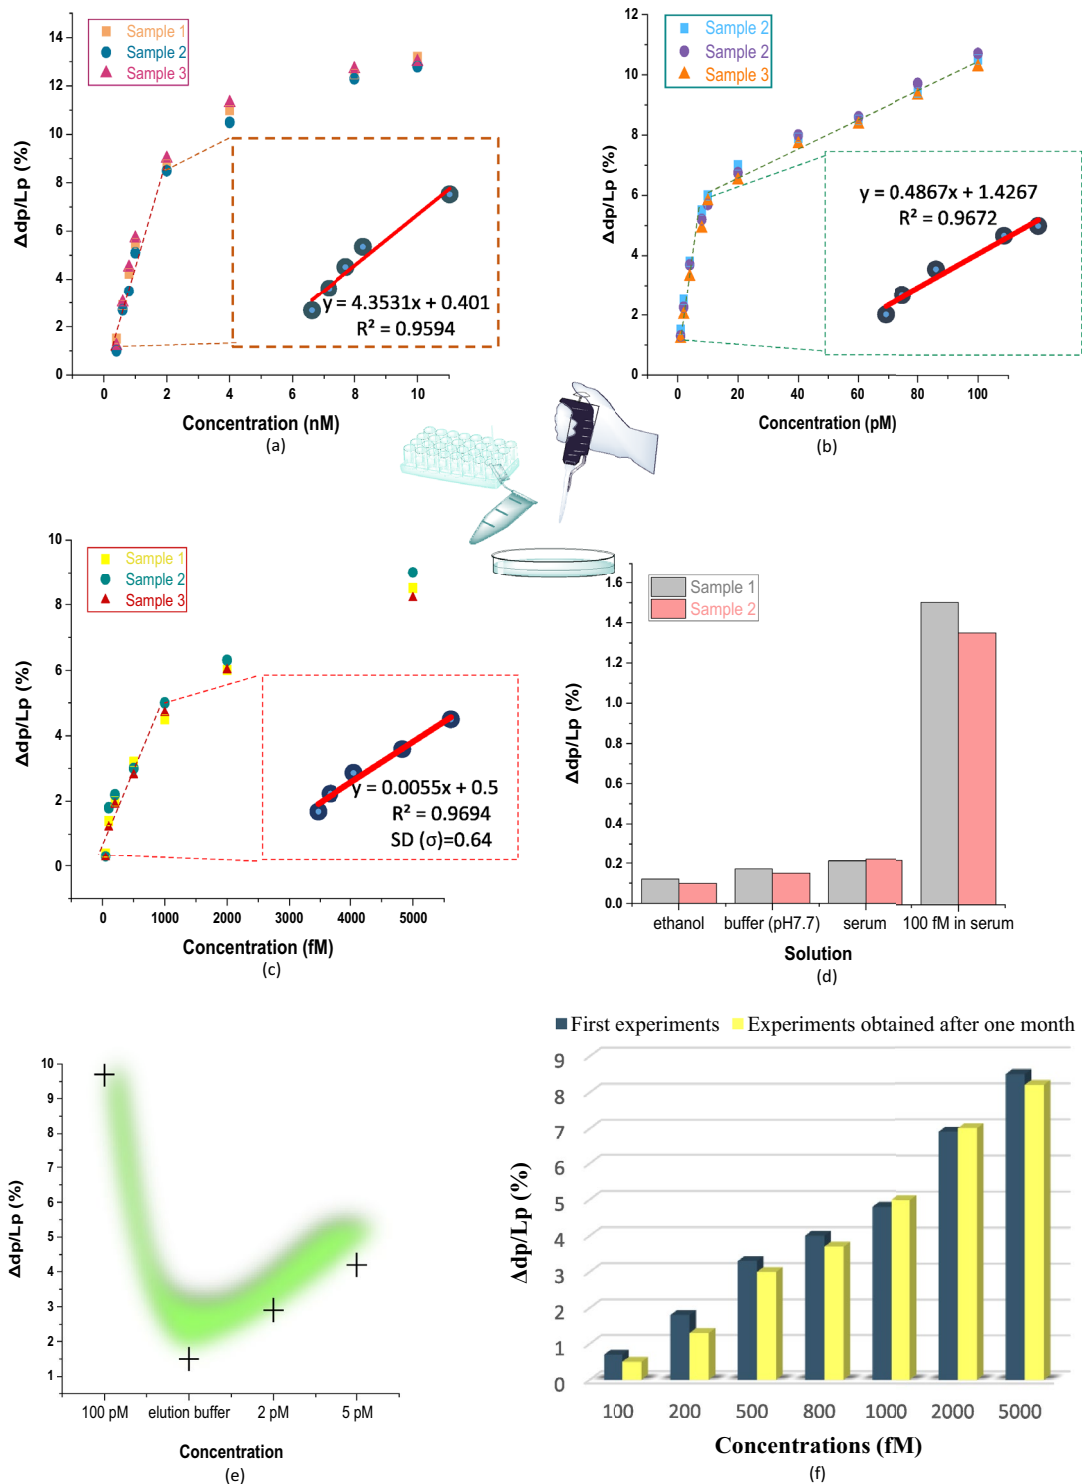 Sample 1
Sample 2
Sample 3
14
12
10
8
6
4
2
0
Δdp/Lp (%)
y = 4.3531x + 0.401
R² = 0.9594
0 2 4 6 8 10
Concentration (nM)
(a)
Sample 2
Sample 2
Sample 3
12
10
8
6
4
2
0
Δdp/Lp (%)
y = 0.4867x + 1.4267
R² = 0.9672
0 20 40 60 80 100
Concentration (pM)
(b)
Sample 1
Sample 2
Sample 3
10
8
6
4
2
0
Δdp/Lp (%)
y = 0.0055x + 0.5
R² = 0.9694
SD (σ)=0.64
0 1000 2000 3000 4000 5000
Concentration (fM)
(c)
Sample 1
Sample 2
1.6
1.4
1.2
1.0
0.8
0.6
0.4
0.2
0.0
Δdp/Lp (%)
ethanol buffer (pH7.7) serum 100 fM in serum
Solution
(d)
10
9
8
7
6
5
4
3
2
1
Δdp/Lp (%)
100 pM elution buffer 2 pM 5 pM
Concentration
(e)
First experiments Experiments obtained after one month
9
8
7
6
5
4
3
2
1
0
Δdp/Lp (%)
100 200 500 800 1000 2000 5000
Concentrations (fM)
(f)